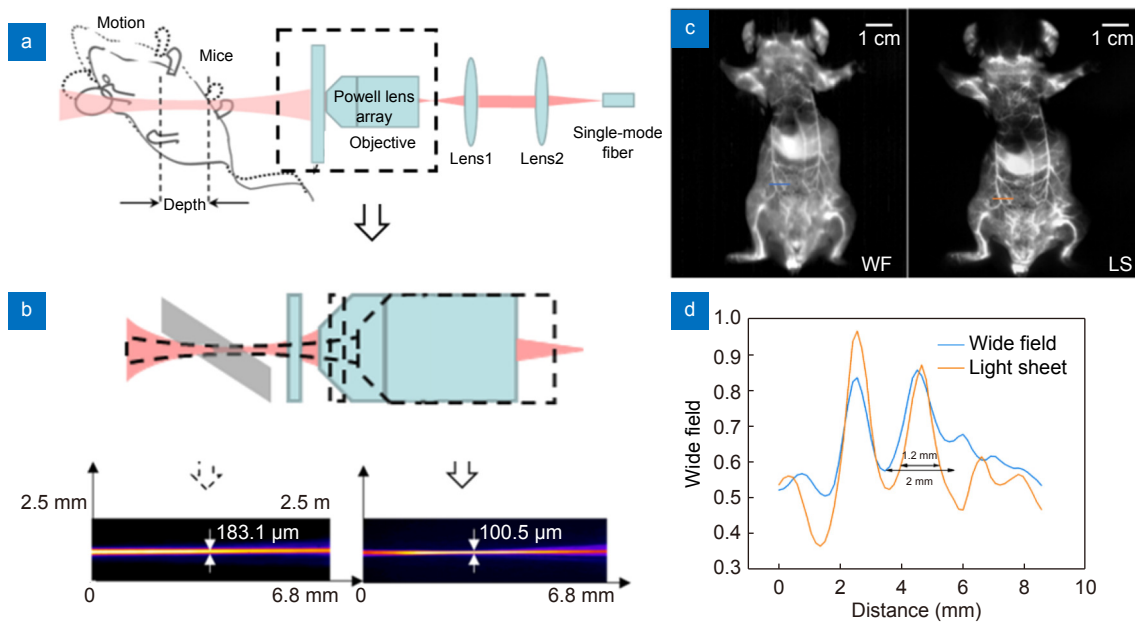 a
Motion
Mice
Powell lens
array
Objective
Lens1
Lens2
Single-mode
fiber
Depth
b
2.5 mm
183.1 µm
0
6.8 mm
2.5 m
100.5 µm
0
6.8 mm
c
1 cm
WF
1 cm
LS
d
1.0
0.9
0.8
0.7
0.6
0.5
0.4
0.3
Wide field
Wide field
Light sheet
1.2 mm
2 mm
0
2
4
6
8
10
Distance (mm)